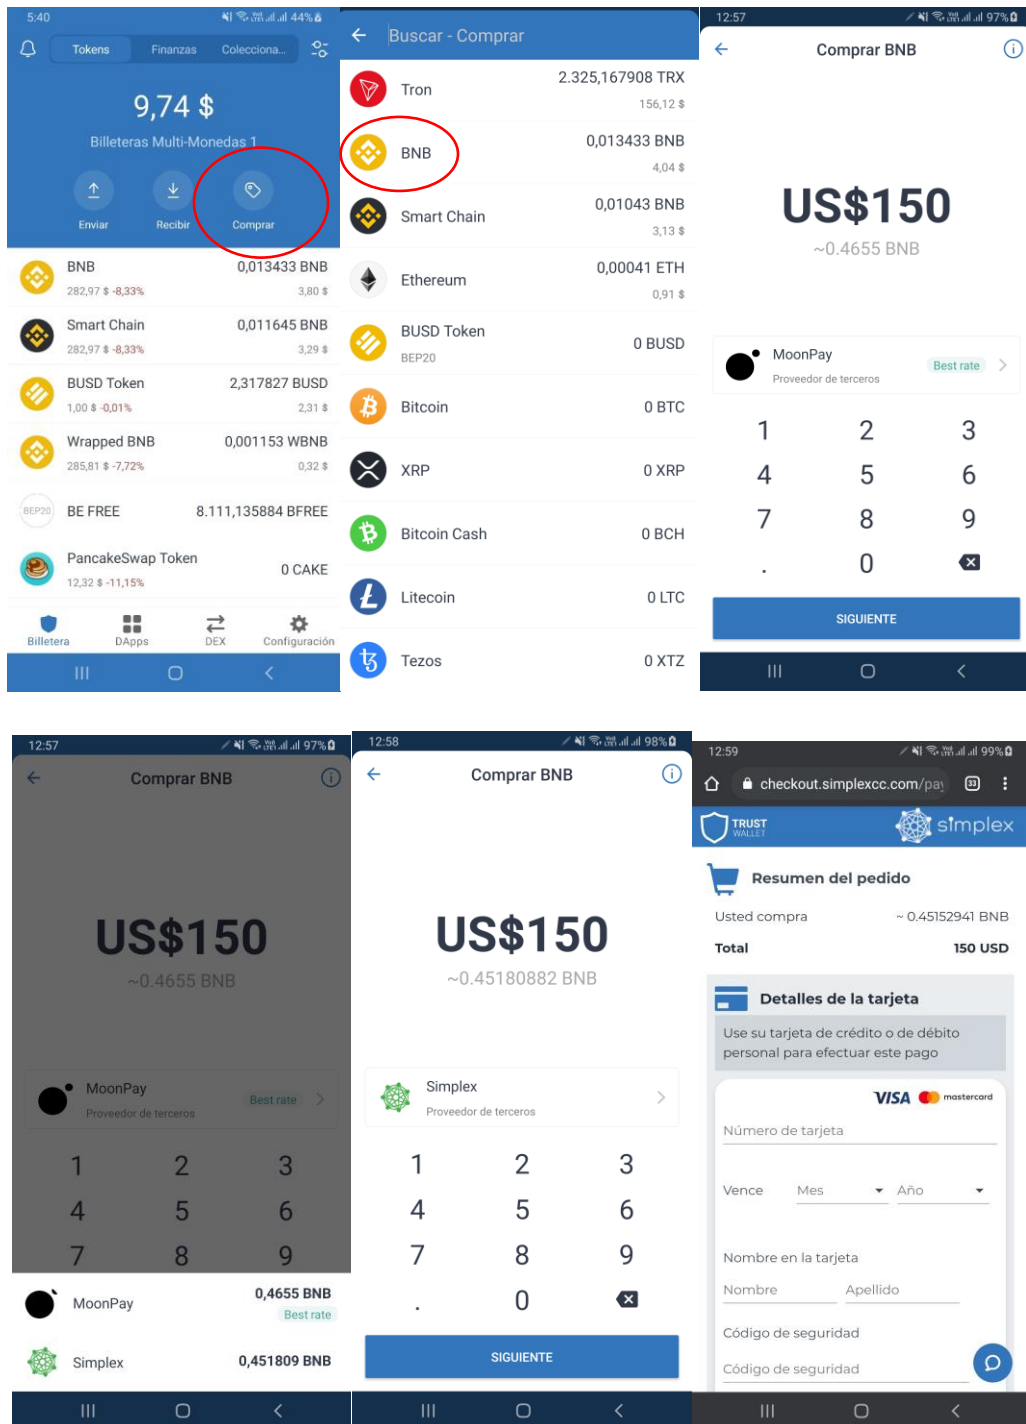 5:40
44%
Tokens
Finanzas
Colecciona...
9,74 $
Billeteras Multi-Monedas 1
Enviar
Recibir
Comprar
BNB
0,013433 BNB
282,97 $ -8,33%
3,80 $
Smart Chain
0,011645 BNB
282,97 $ -8,33%
3,29 $
BUSD Token
2,317827 BUSD
1,00 $ -0,01%
2,31 $
Wrapped BNB
0,001153 WBNB
285,81 $ -7,72%
0,32 $
BEP20
BE FREE
8.111,135884 BFREE
PancakeSwap Token
0 CAKE
12,32 $ -11,15%
Billetera
DApps
DEX
Configuración
Buscar - Comprar
Tron
2.325,167908 TRX
156,12 $
BNB
0,013433 BNB
4,04 $
Smart Chain
0,01043 BNB
3,13 $
Ethereum
0,00041 ETH
0,91 $
BUSD Token
0 BUSD
BEP20
Bitcoin
0 BTC
XRP
0 XRP
Bitcoin Cash
0 BCH
Litecoin
0 LTC
Tezos
0 XTZ
12:57
97%
Comprar BNB
US$150
~0.4655 BNB
MoonPay
Best rate
Proveedor de terceros
1 2 3
4 5 6
7 8 9
. 0
SIGUIENTE
12:57
97%
Comprar BNB
US$150
~0.4655 BNB
MoonPay
Best rate
Proveedor de terceros
1 2 3
4 5 6
7 8 9
MoonPay
0,4655 BNB
Best rate
Simplex
0,451809 BNB
12:58
98%
Comprar BNB
US$150
~0.45180882 BNB
Simplex
Proveedor de terceros
1 2 3
4 5 6
7 8 9
. 0
SIGUIENTE
12:59
99%
checkout.simplexcc.com/pay
33
TRUST
WALLET
simplex
Resumen del pedido
Usted compra
~ 0.45152941 BNB
Total
150 USD
Detalles de la tarjeta
Use su tarjeta de crédito o de débito
personal para efectuar este pago
VISA
mastercard
Número de tarjeta
Vence
Mes
Año
Nombre en la tarjeta
Nombre
Apellido
Código de seguridad
Código de seguridad